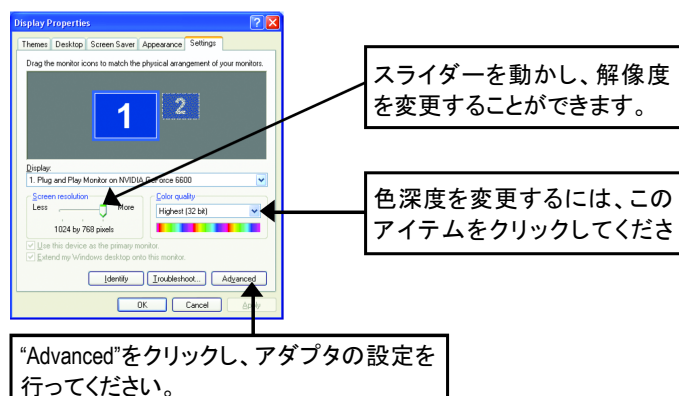 Display Properties
Themes Desktop Screen Saver Appearance Settings
Drag the monitor icons to match the physical arrangement of your monitors.
1 2
スライダーを動かし、解像度
を変更することができます。
Display:
1. Plug and Play Monitor on NVIDIA GeForce 6600
Screen resolution
Less More
1024 by 768 pixels
Color quality
Highest (32 bit)
色深度を変更するには、この
アイテムをクリックしてくださ
Use this device as the primary monitor.
Extend my Windows desktop onto this monitor.
Identify Troubleshoot... Advanced
OK Cancel Apply
“Advanced”をクリックし、アダプタの設定を
行ってください。